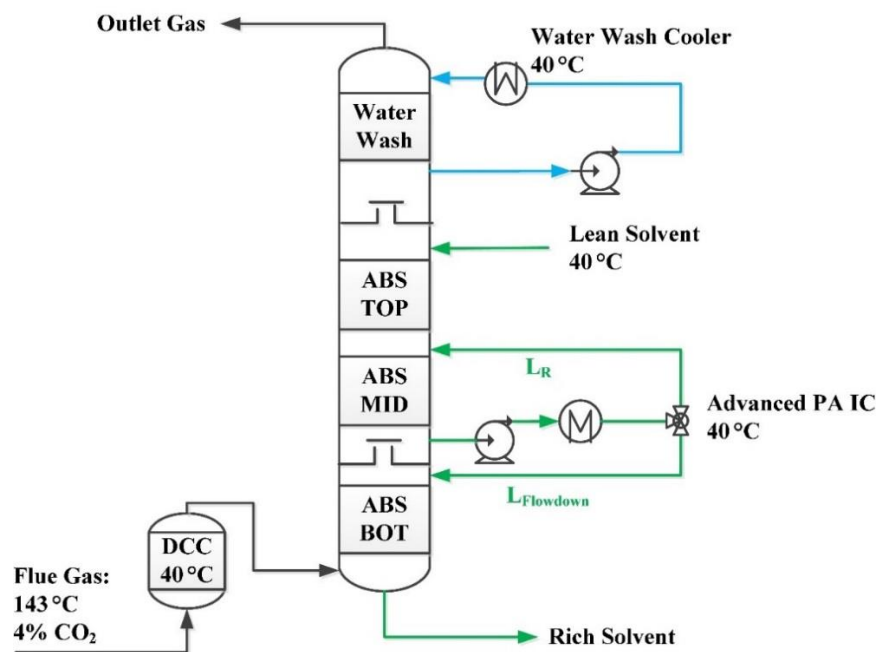 Outlet Gas
Water Wash Cooler
40 °C
Water
Wash
Lean Solvent
40 °C
ABS
TOP
L_R
ABS
MID
Advanced PA IC
40 °C
L_Flowdown
ABS
BOT
DCC
40 °C
Flue Gas:
143 °C
4% CO₂
Rich Solvent